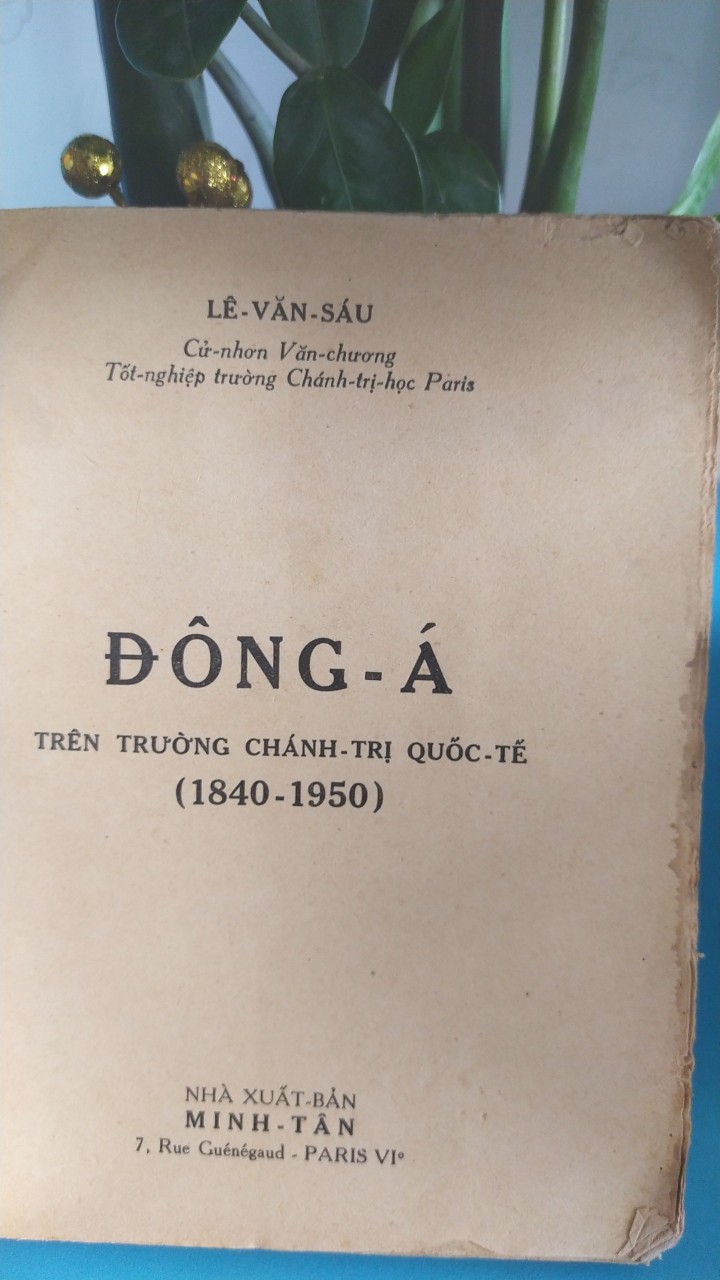 LÊ-VĂN-SÁU
Cử-nhơn Văn-chương
Tốt-nghiệp trường Chánh-trị-học Paris
ĐÔNG-Á
TRÊN TRƯỜNG CHÁNH-TRỊ QUỐC-TẾ
(1840-1950)
NHÀ XUẤT-BẢN
MINH-TÂN
7, Rue Guénégaud - PARIS VIº